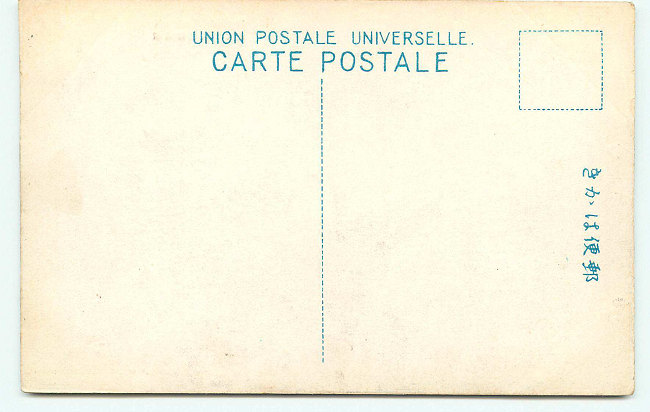 UNION POSTALE UNIVERSELLE.
CARTE POSTALE
郵便はかき